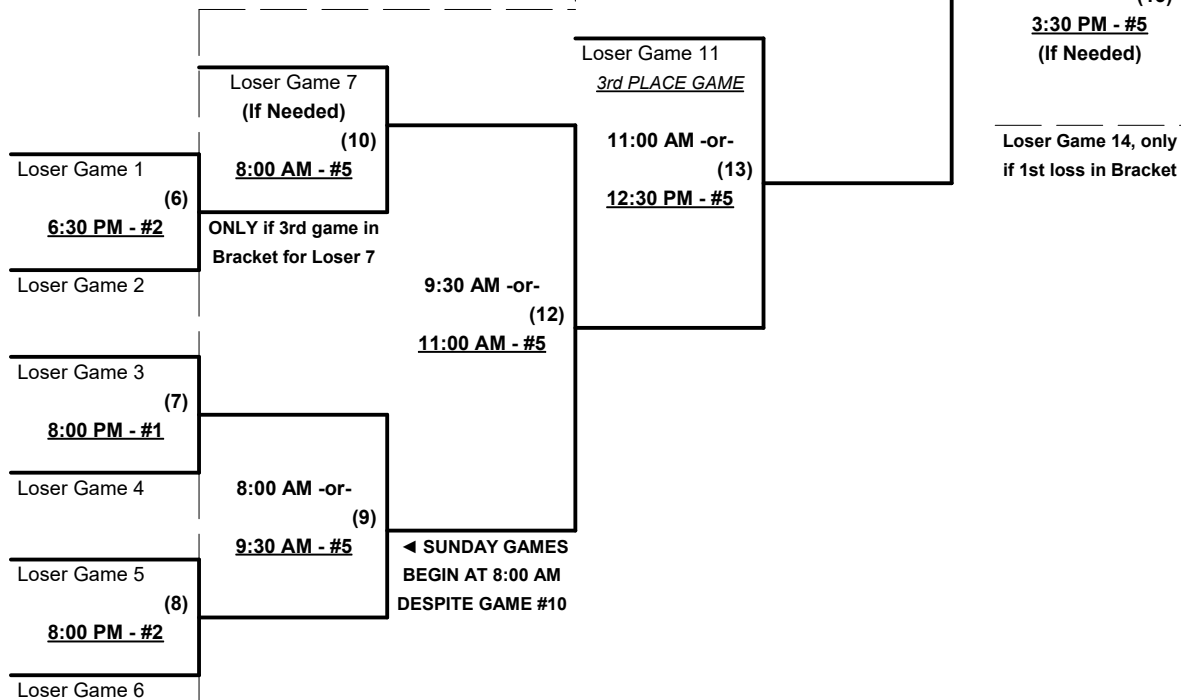 3:30 PM - #5
(If Needed)
Loser Game 11
3rd PLACE GAME
Loser Game 7
(If Needed)
(10)
8:00 AM - #5
11:00 AM -or-
(13)
12:30 PM - #5
Loser Game 14, only
if 1st loss in Bracket
Loser Game 1
(6)
6:30 PM - #2
ONLY if 3rd game in
Bracket for Loser 7
Loser Game 2
9:30 AM -or-
(12)
11:00 AM - #5
Loser Game 3
(7)
8:00 PM - #1
Loser Game 4
8:00 AM -or-
(9)
9:30 AM - #5
◄ SUNDAY GAMES
BEGIN AT 8:00 AM
DESPITE GAME #10
Loser Game 5
(8)
8:00 PM - #2
Loser Game 6